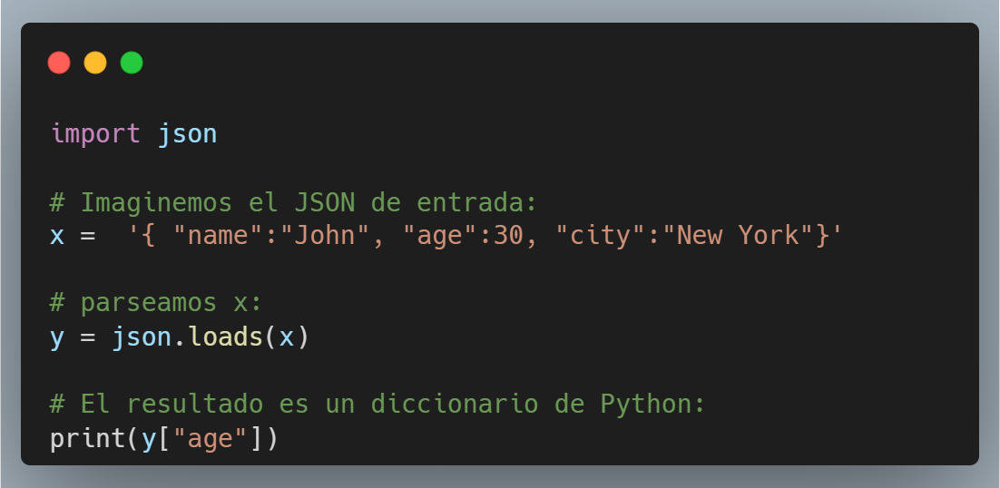 import json
# Imaginemos el JSON de entrada:
x =  '{ "name":"John", "age":30, "city":"New York"}'
# parseamos x:
y = json.loads(x)
# El resultado es un diccionario de Python:
print(y["age"])